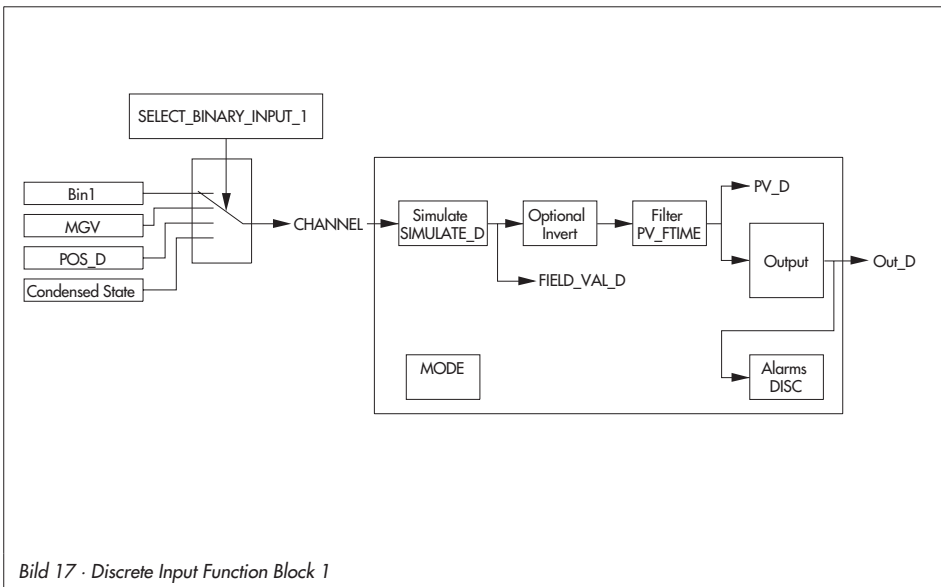 SELECT_BINARY_INPUT_1
Bin1
MGV
POS_D
Condensed State
CHANNEL
Simulate
SIMULATE_D
Optional
Invert
Filter
PV_FTIME
PV_D
Output
Out_D
FIELD_VAL_D
MODE
Alarms
DISC
Bild 17 · Discrete Input Function Block 1